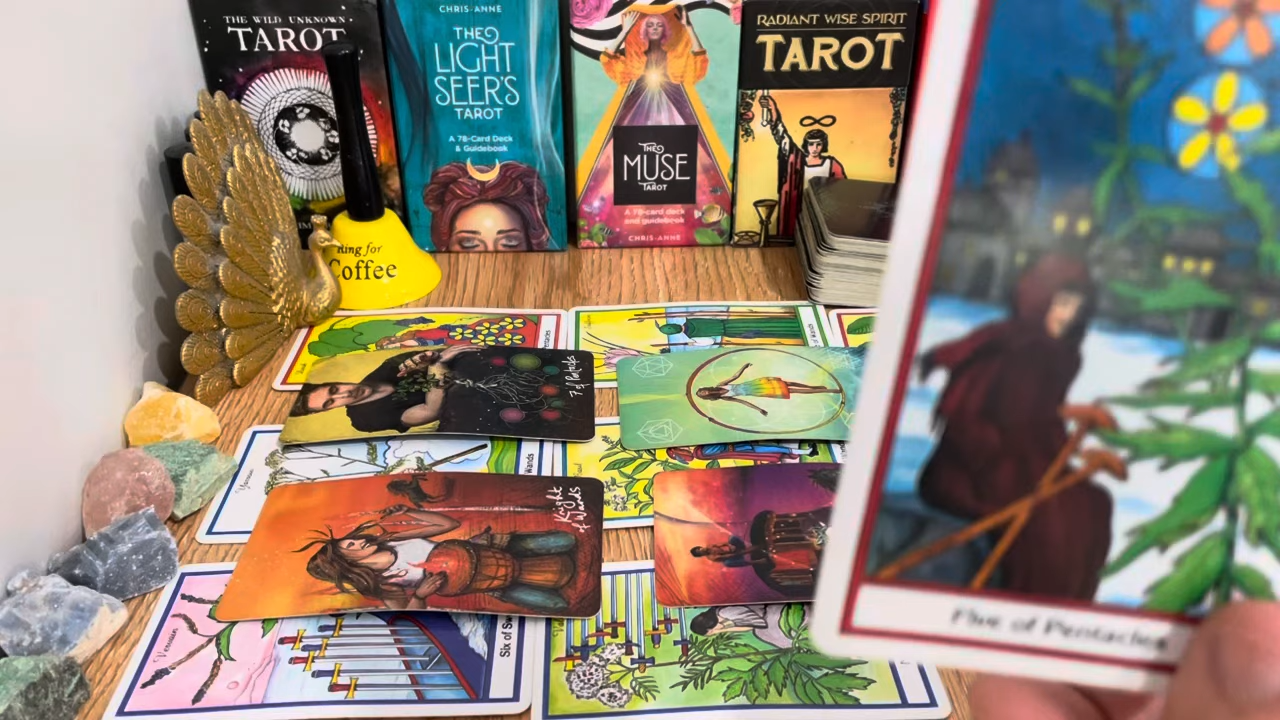 THE WILD UNKNOWN
TAROT
CHRIS-ANNE
THE
LIGHT
SEER'S
TAROT
A 78-Card Deck
& Guidebook
THE
MUSE
TAROT
A 78-card deck
and guidebook
CHRIS-ANNE
RADIANT WISE SPIRIT
TAROT
Ring for
Coffee
7 of Pentacles
Wands
Knight
of Wands
Six of Sw
Five of Pentacles